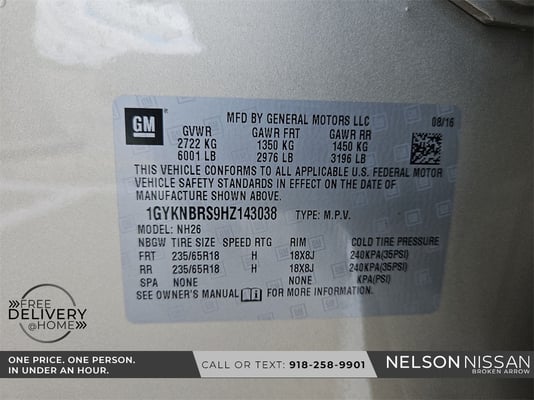 GM
MFD BY GENERAL MOTORS LLC
08/16
GVWR GAWR FRT GAWR RR
2722 KG 1350 KG 1450 KG
6001 LB 2976 LB 3196 LB
THIS VEHICLE CONFORMS TO ALL APPLICABLE U.S. FEDERAL MOTOR
VEHICLE SAFETY STANDARDS IN EFFECT ON THE DATE OF
MANUFACTURE SHOWN ABOVE.
1GYKNBRS9HZ143038 TYPE: M.P.V.
MODEL: NH26
NBGW TIRE SIZE SPEED RTG RIM COLD TIRE PRESSURE
FRT 235/65R18 H 18X8J 240KPA(35PSI)
RR 235/65R18 H 18X8J 240KPA(35PSI)
SPA NONE NONE KPA(PSI)
SEE OWNER'S MANUAL FOR MORE INFORMATION.
FREE
DELIVERY
@HOME
ONE PRICE. ONE PERSON.
IN UNDER AN HOUR.
CALL OR TEXT: 918-258-9901
NELSON NISSAN
BROKEN ARROW